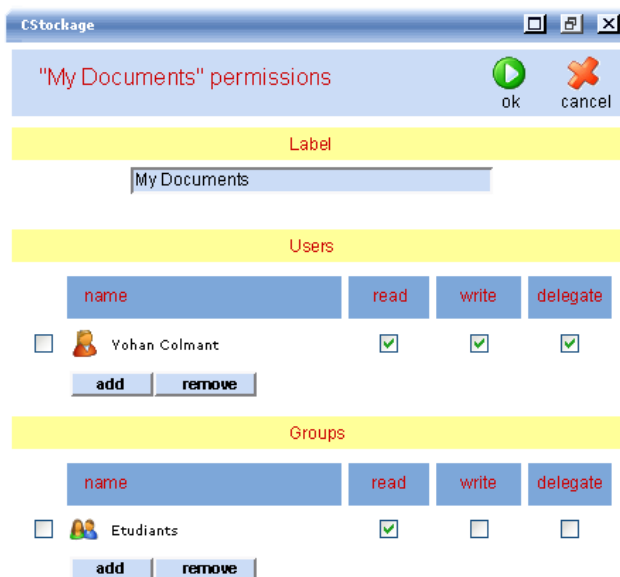 CStockage
"My Documents" permissions
ok cancel
Label
My Documents
Users
name read write delegate
Yohan Colmant
add remove
Groups
name read write delegate
Etudiants
add remove